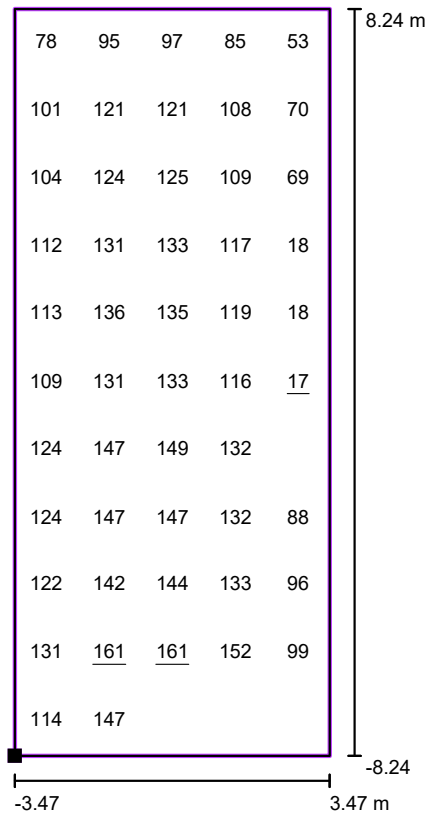 8.24 m
78 95 97 85 53
101 121 121 108 70
104 124 125 109 69
112 131 133 117 18
113 136 135 119 18
109 131 133 116 17
124 147 149 132
124 147 147 132 88
122 142 144 133 96
131 161 161 152 99
114 147
-8.24
-3.47 3.47 m